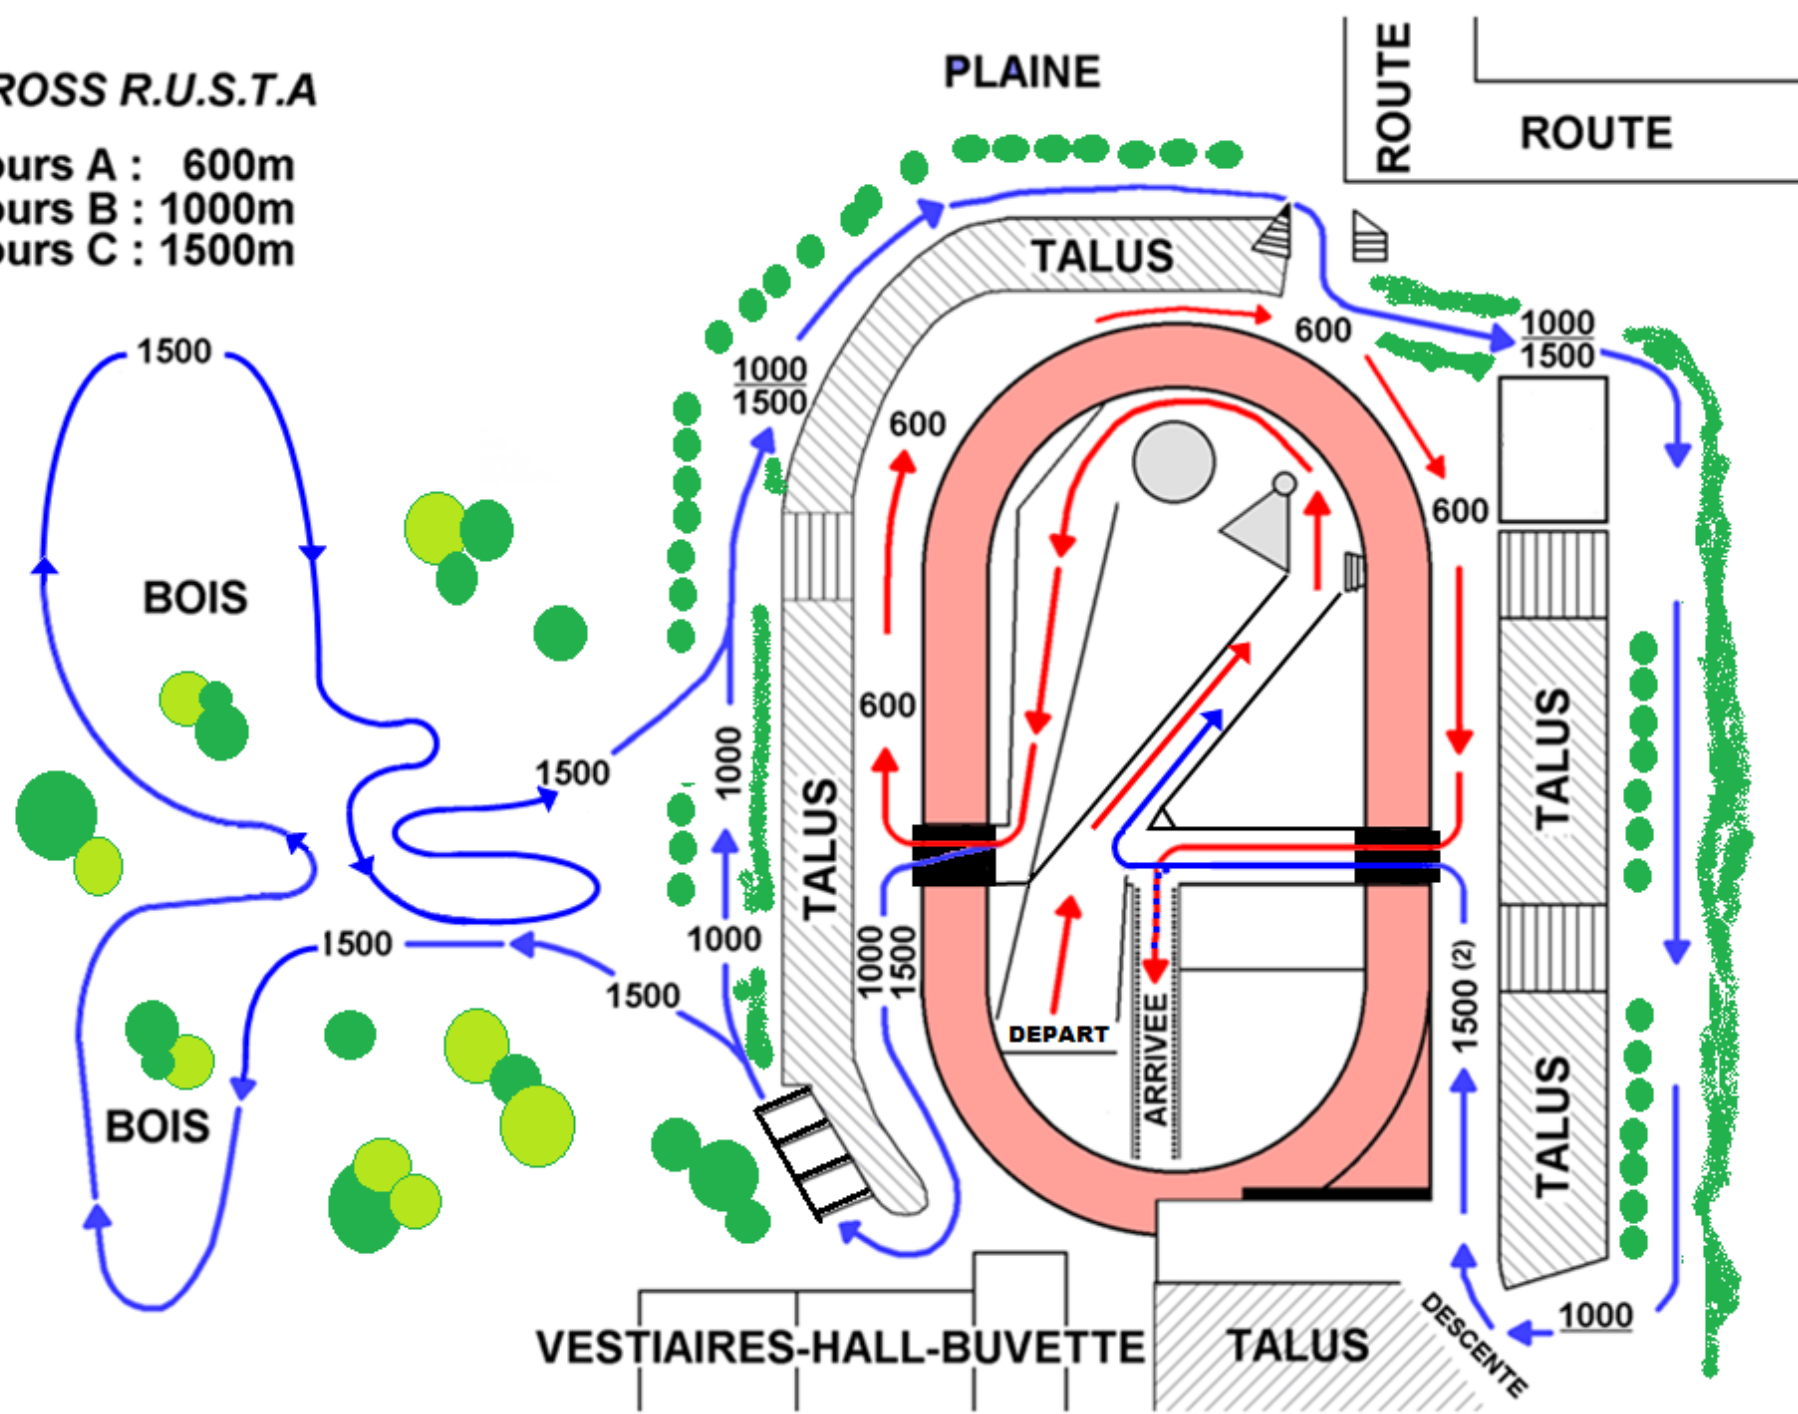 ROSS R.U.S.T.A
ours A : 600m
ours B : 1000m
ours C : 1500m
PLAINE
ROUTE
ROUTE
TALUS
600
1000
1500
1500
1000
1500
600
600
BOIS
600
TALUS
1500
1000
TALUS
1500
1000
1500
1000
1500
1500 (2)
DEPART
ARRIVEE
BOIS
TALUS
1000
DESCENTE
VESTIAIRES-HALL-BUVETTE
TALUS